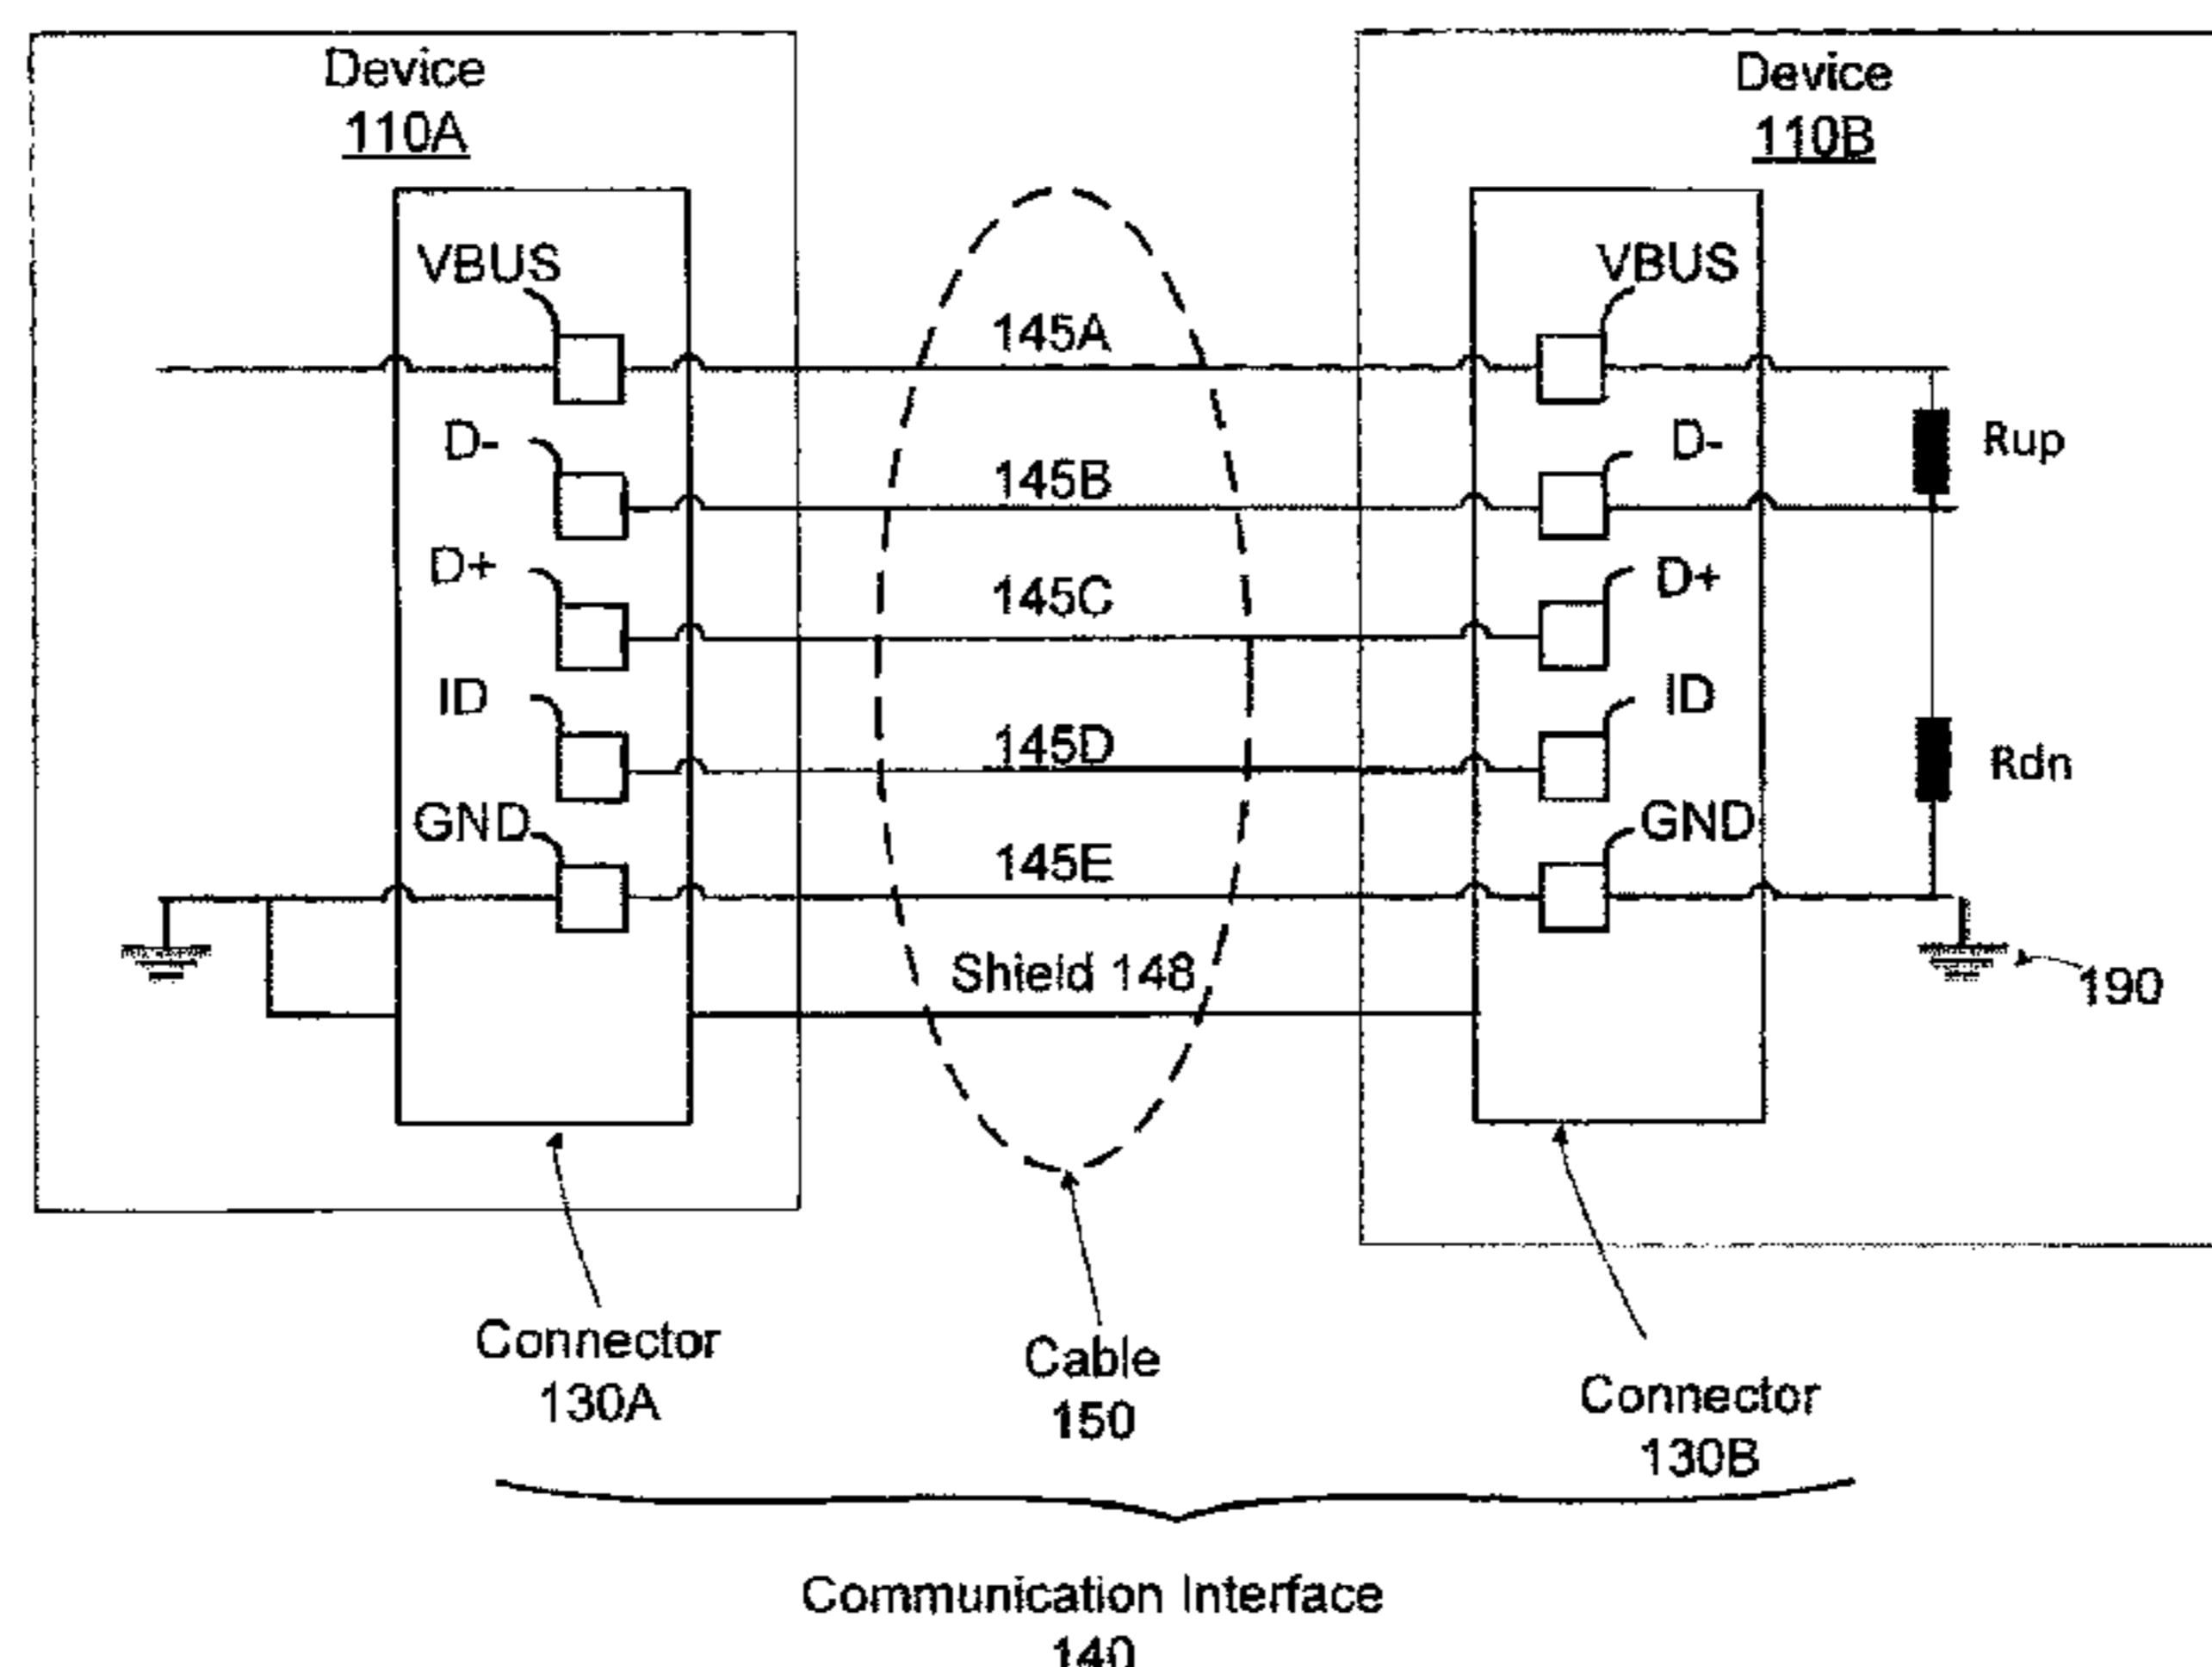 Device
110A
Device
110B
VBUS
VBUS
145A
D-
D-
Rup
145B
D+
D+
145C
ID
ID
145D
Rdn
GND
GND
145E
Shield 148
190
Connector
130A
Cable
150
Connector
130B
Communication Interface
140